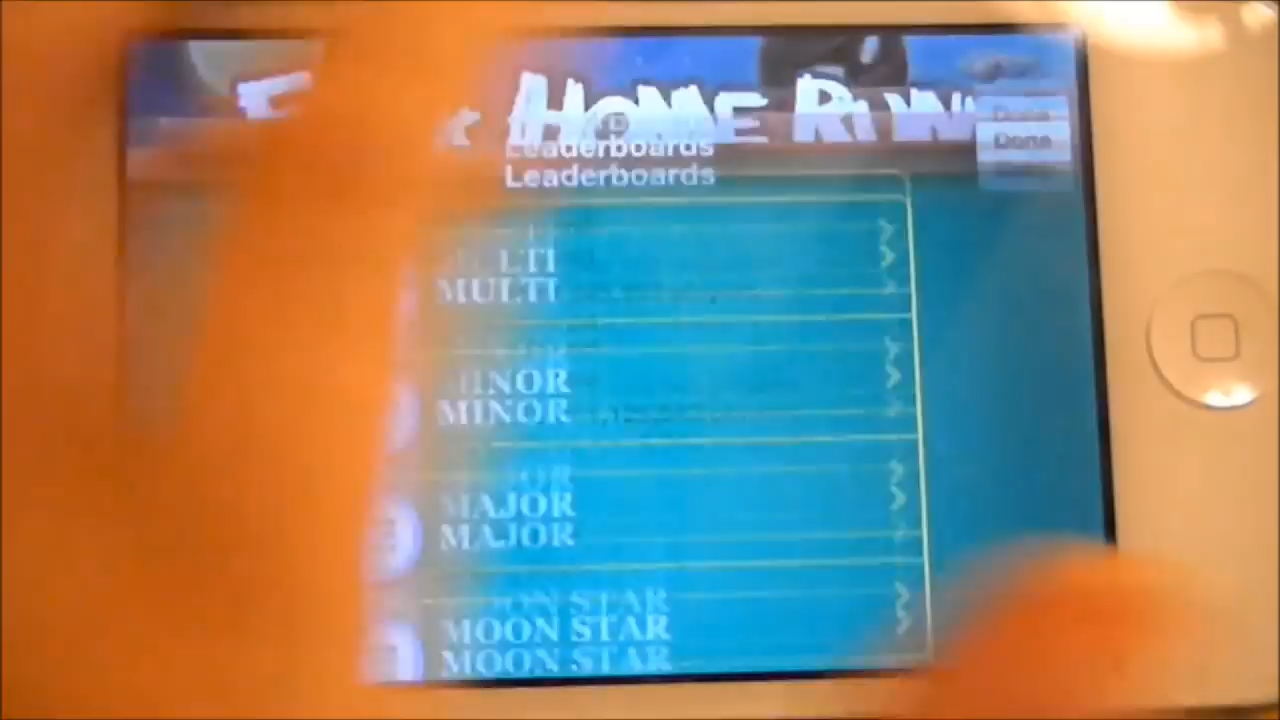 HOME RUN
Done
Leaderboards
MULTI
MINOR
MAJOR
MOON STAR